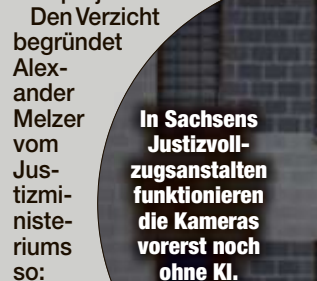 Den Verzicht
begründet
Alex-
ander
Melzer
vom
Jus-
tizmi-
niste-
riums
so:
In Sachsens
Justizvoll-
zugsanstalten
funktionieren
die Kameras
vorerst noch
ohne KI.